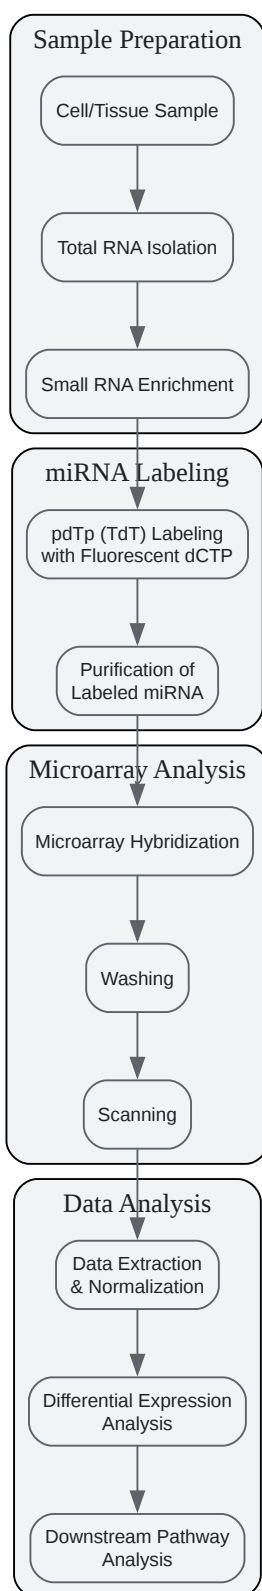 Sample Preparation
Cell/Tissue Sample
Total RNA Isolation
Small RNA Enrichment
miRNA Labeling
pdTp (TdT) Labeling
with Fluorescent dCTP
Purification of
Labeled miRNA
Microarray Analysis
Microarray Hybridization
Washing
Scanning
Data Analysis
Data Extraction
& Normalization
Differential Expression
Analysis
Downstream Pathway
Analysis